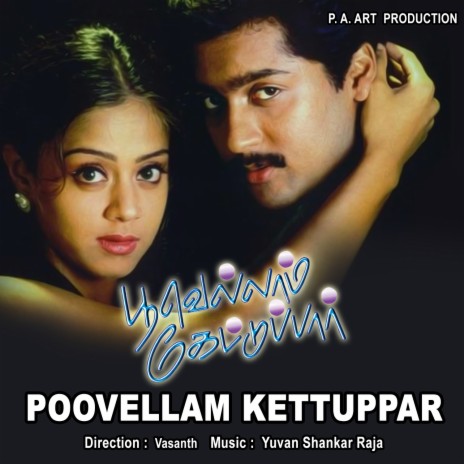 P. A. ART PRODUCTION
பூவெல்லாம்
கேட்டுப்பார்
POOVELLAM KETTUPPAR
Direction : Vasanth Music : Yuvan Shankar Raja